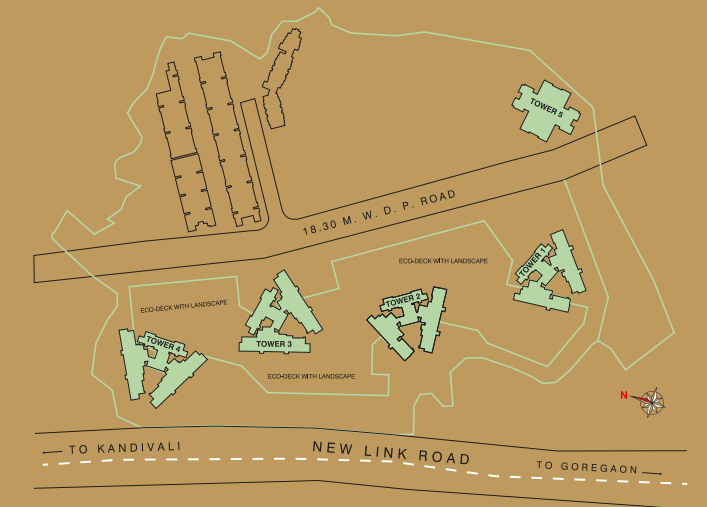 TOWER 5
18.30 M. W. D. P. ROAD
ECO-DECK WITH LANDSCAPE
TOWER 1
ECO-DECK WITH LANDSCAPE
TOWER 2
TOWER 3
TOWER 4
ECO-DECK WITH LANDSCAPE
N
TO KANDIVALI
NEW LINK ROAD
TO GOREGAON